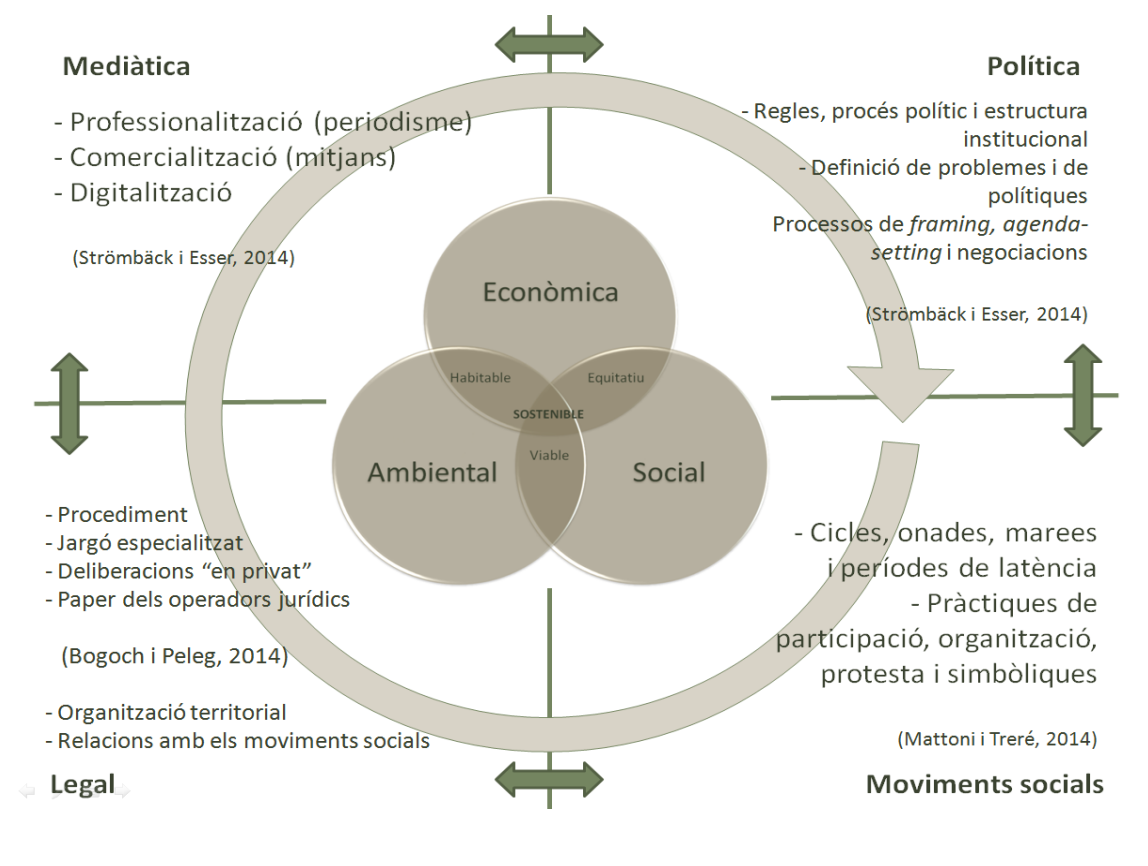 Mediàtica
- Professionalització (periodisme)
- Comercialització (mitjans)
- Digitalització
(Strömbäck i Esser, 2014)
Política
- Regles, procés polític i estructura
institucional
- Definició de problemes i de
polítiques
Processos de framing, agenda-
setting i negociacions
(Strömbäck i Esser, 2014)
Econòmica
Habitable
Equitatiu
SOSTENIBLE
Viable
Ambiental
Social
- Procediment
- Jargó especialitzat
- Deliberacions “en privat”
- Paper dels operadors jurídics
(Bogoch i Peleg, 2014)
- Organització territorial
- Relacions amb els moviments socials
Legal
- Cicles, onades, marees
i períodes de latència
- Pràctiques de
participació, organització,
protesta i simbòliques
(Mattoni i Treré, 2014)
Moviments socials